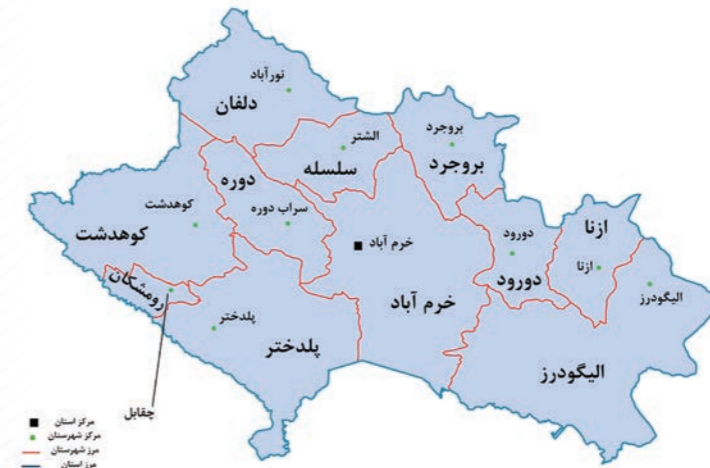 نورآباد
دلفان
بروجرد
بروجرد
الشتر
سلسله
دوره
سراب دوره
کوهدشت
کوهدشت
خرم آباد
خرم آباد
دورود
دورود
ازنا
ازنا
الیگودرز
الیگودرز
رومشکان
پلدختر
پلدختر
چقابل
مرکز استان
مرکز شهرستان
مرز شهرستان
مرز استان